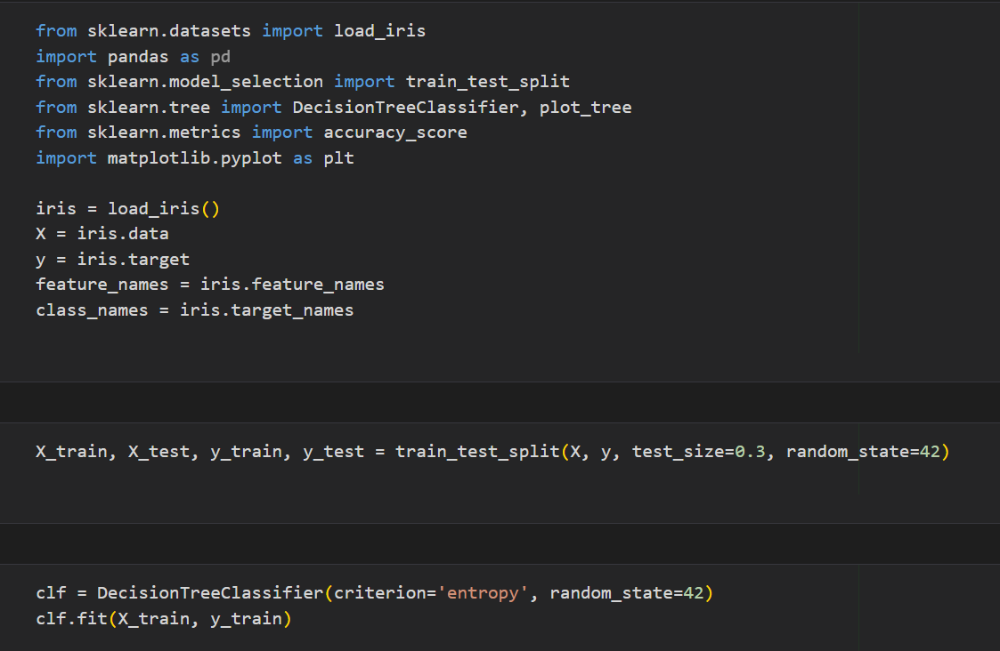 from sklearn.datasets import load_iris
import pandas as pd
from sklearn.model_selection import train_test_split
from sklearn.tree import DecisionTreeClassifier, plot_tree
from sklearn.metrics import accuracy_score
import matplotlib.pyplot as plt
iris = load_iris()
X = iris.data
y = iris.target
feature_names = iris.feature_names
class_names = iris.target_names
X_train, X_test, y_train, y_test = train_test_split(X, y, test_size=0.3, random_state=42)
clf = DecisionTreeClassifier(criterion='entropy', random_state=42)
clf.fit(X_train, y_train)